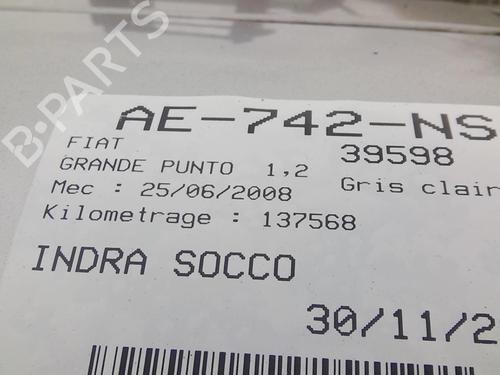 B-PARTS
AE-742-NS
FIAT 39598
GRANDE PUNTO 1,2 Gris clair
Mec : 25/06/2008
Kilometrage : 137568
INDRA SOCCO
30/11/2